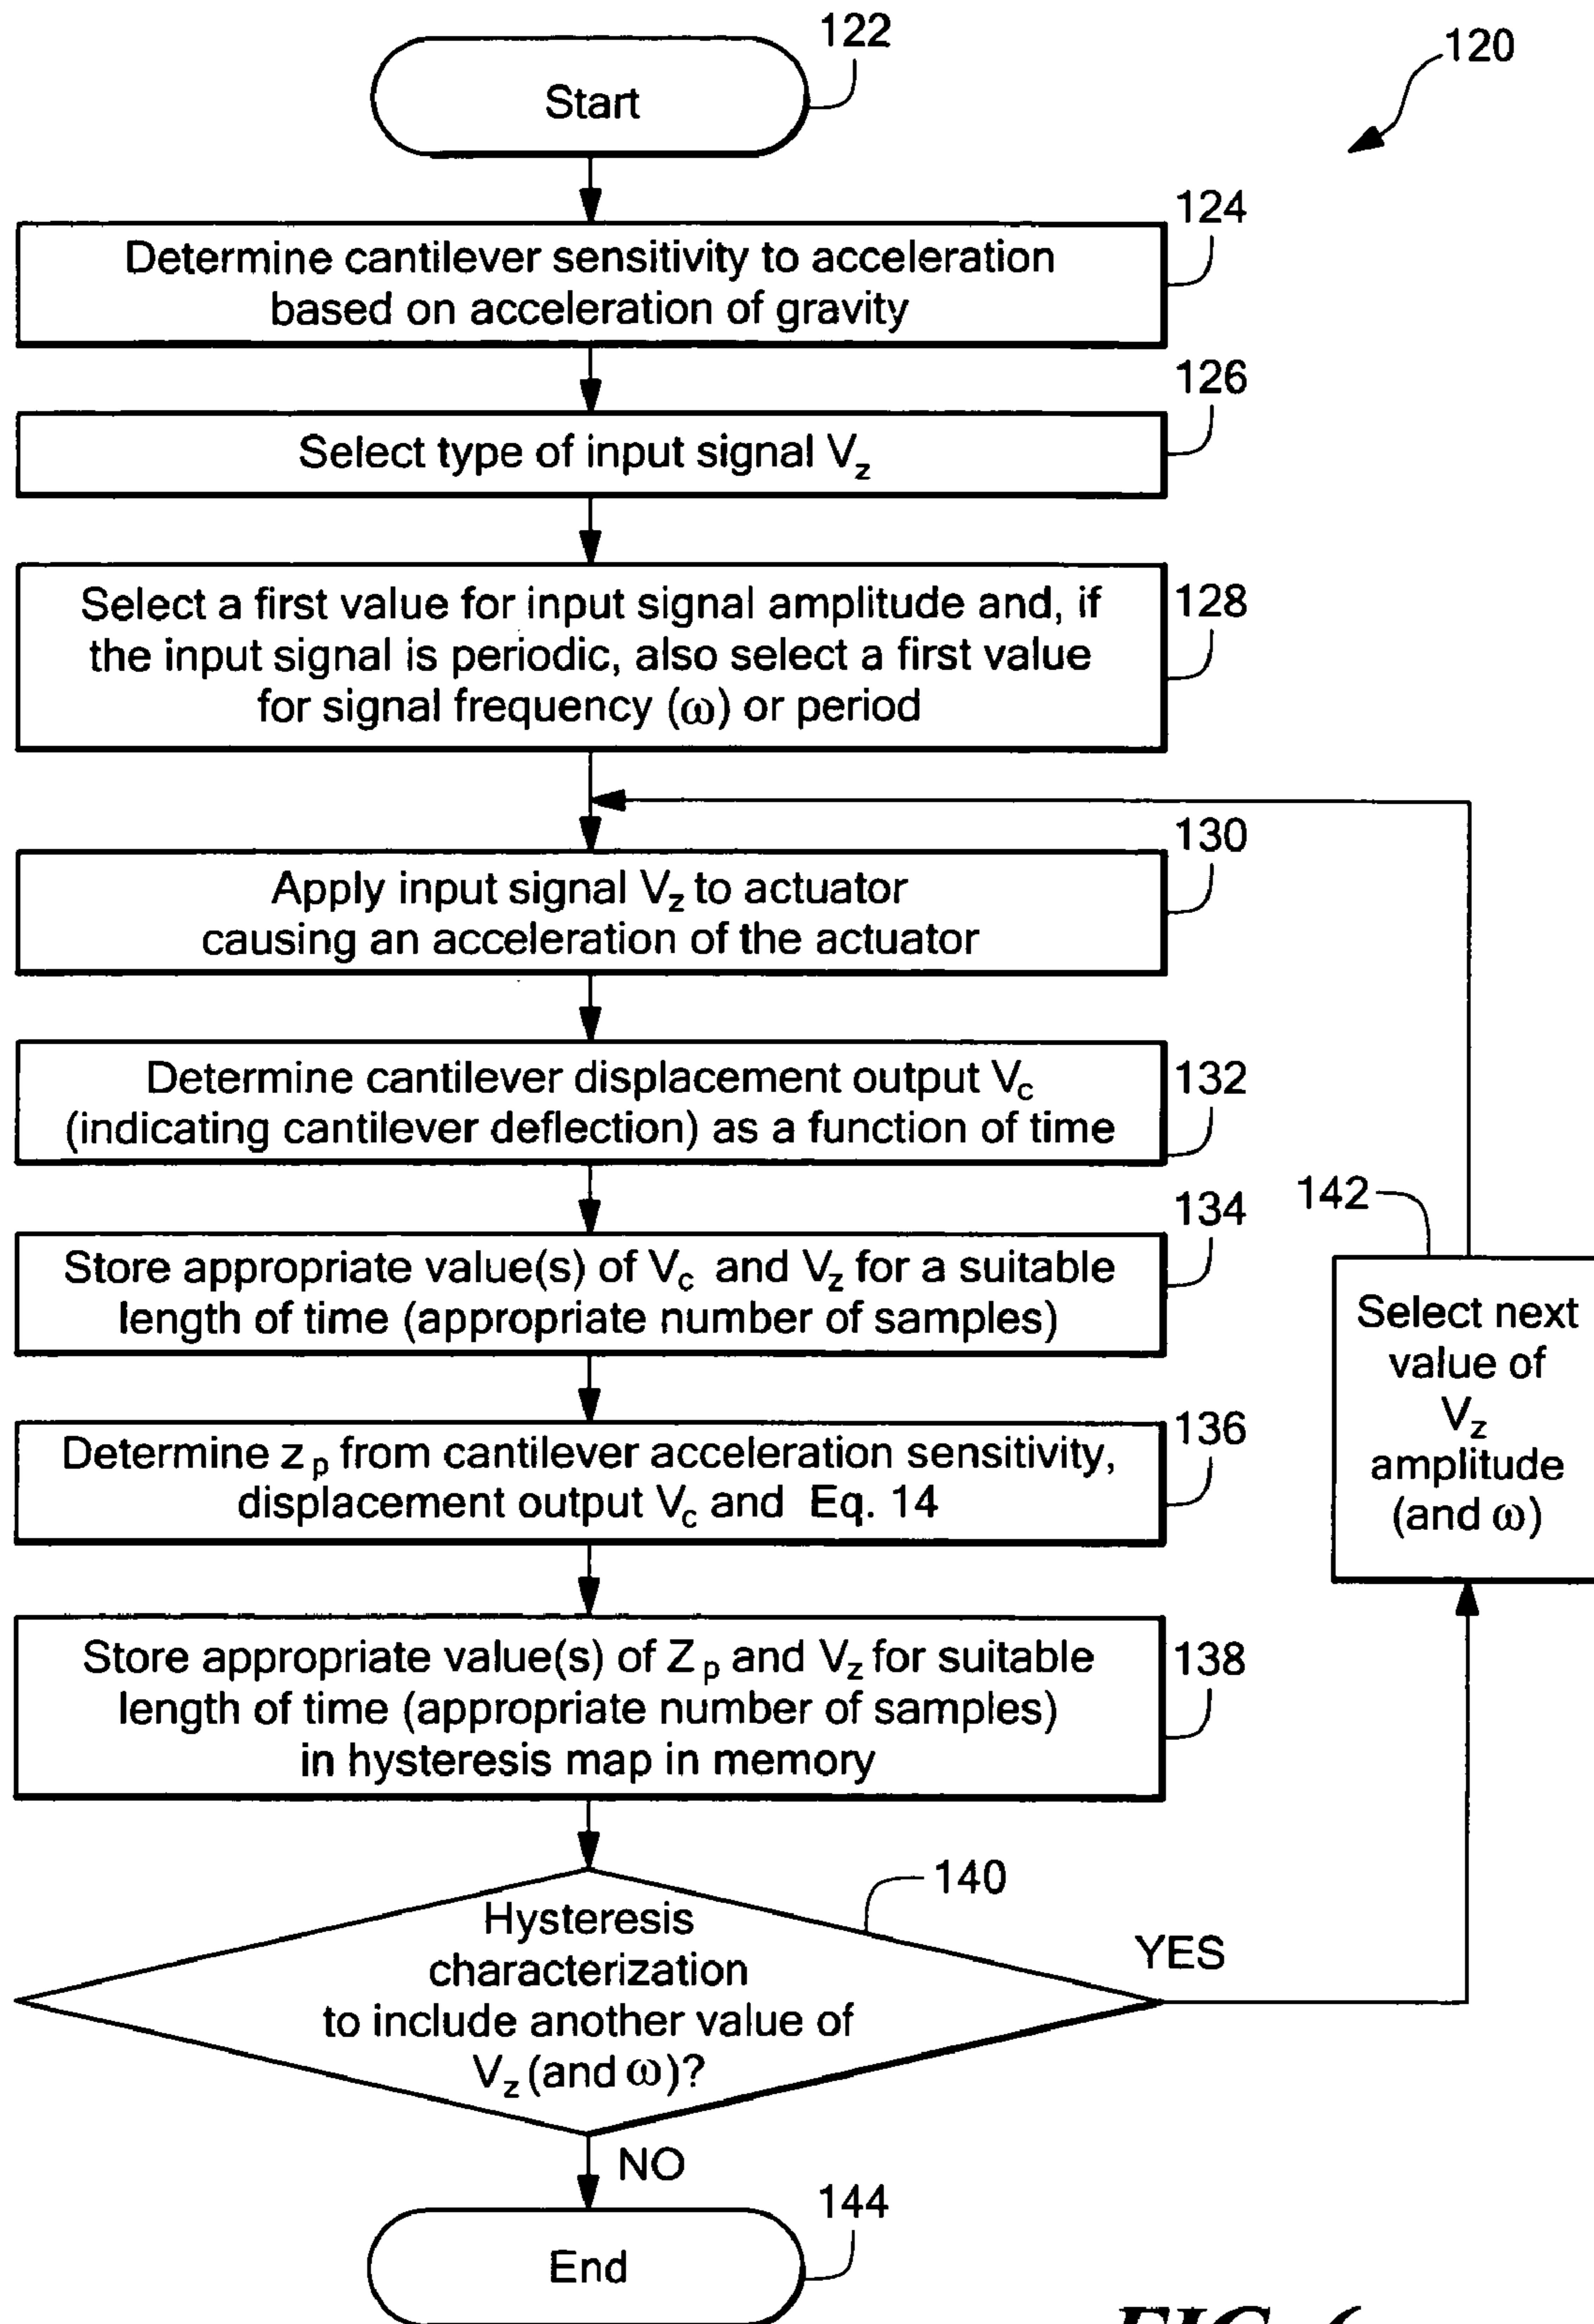 122
120
Start
124
Determine cantilever sensitivity to acceleration
based on acceleration of gravity
126
Select type of input signal Vz
Select a first value for input signal amplitude and, if
the input signal is periodic, also select a first value
for signal frequency (ω) or period
128
130
Apply input signal Vz to actuator
causing an acceleration of the actuator
Determine cantilever displacement output Vc
(indicating cantilever deflection) as a function of time
132
134
Store appropriate value(s) of Vc and Vz for a suitable
length of time (appropriate number of samples)
142
Select next
value of
Vz
amplitude
(and ω)
136
Determine zp from cantilever acceleration sensitivity,
displacement output Vc and Eq. 14
Store appropriate value(s) of Zp and Vz for suitable
length of time (appropriate number of samples)
in hysteresis map in memory
138
140
Hysteresis
characterization
to include another value of
Vz (and ω)?
YES
NO
144
End